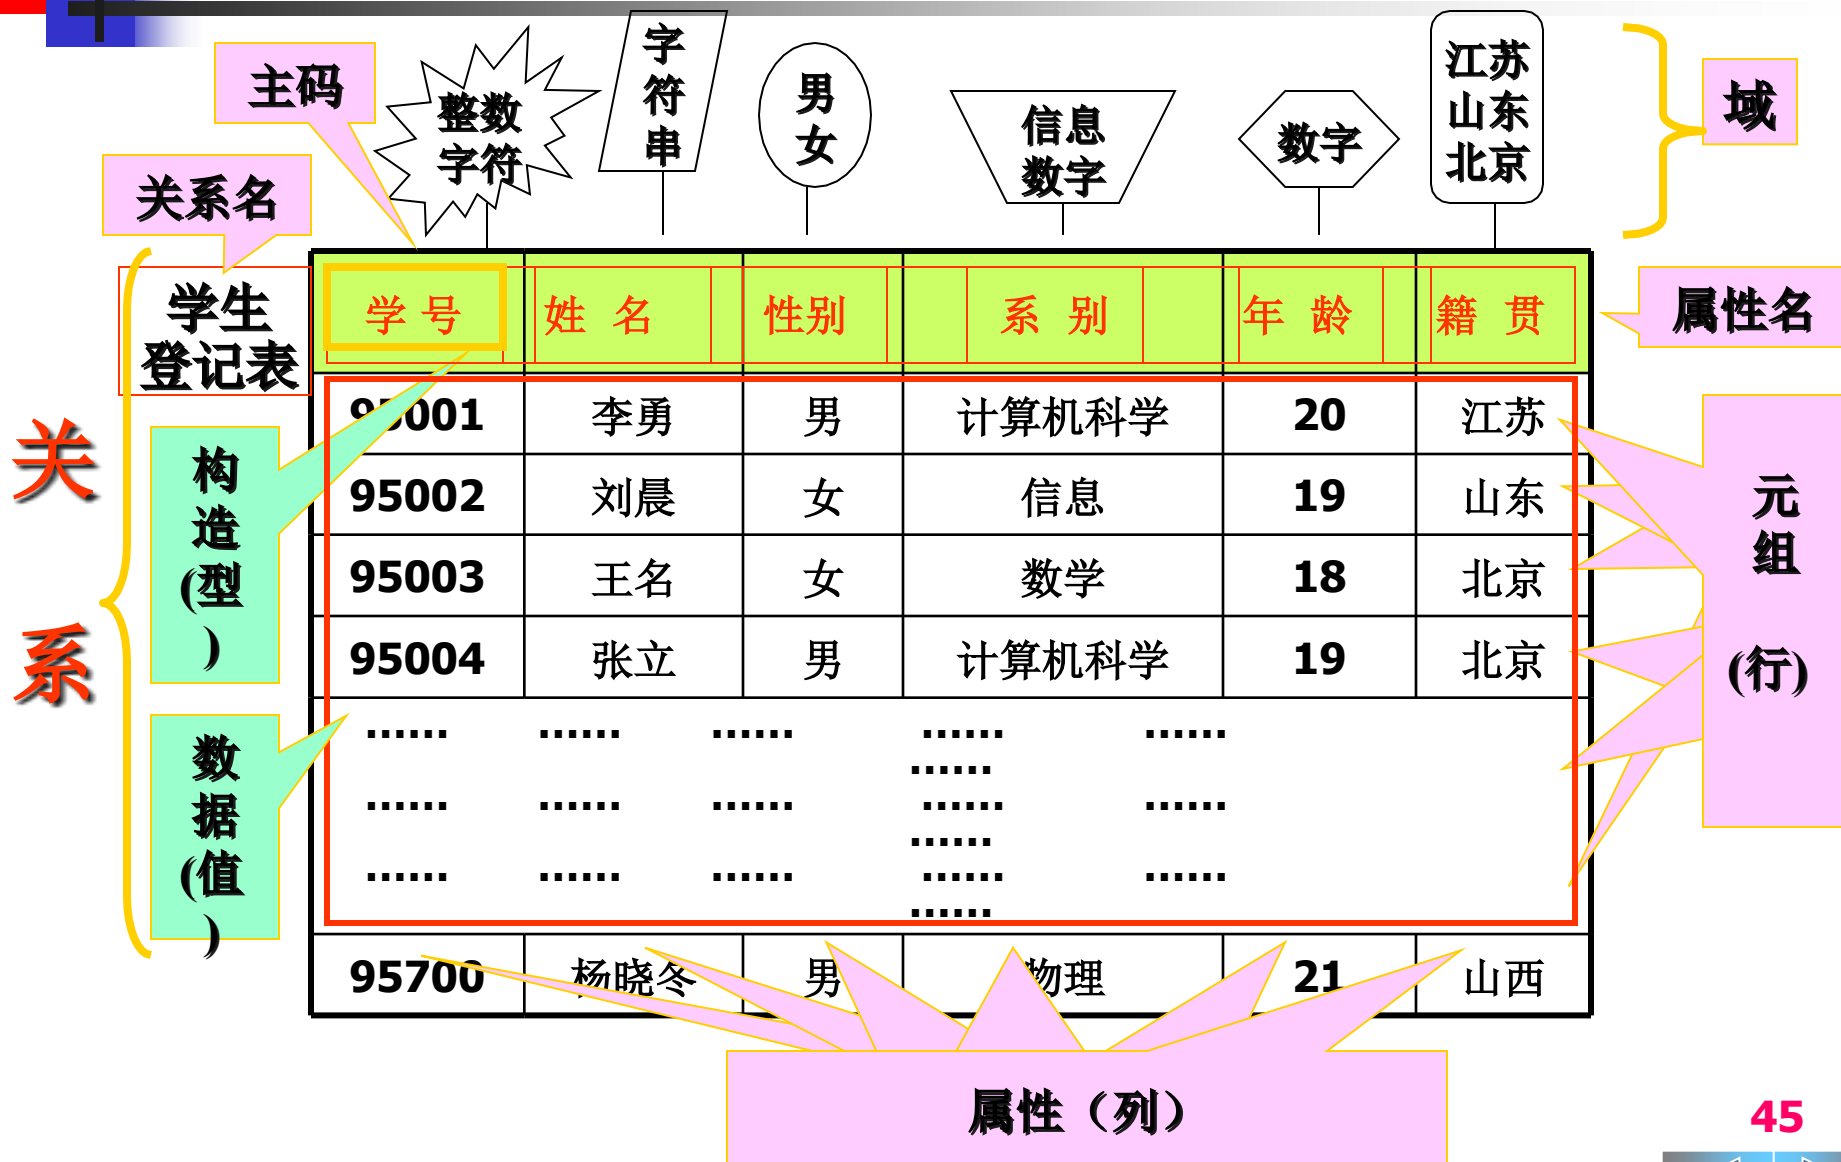 主码
整数
字符
字
符
串
男
女
信息
数字
数字
江苏
山东
北京
域
关系名
学生
登记表
学 号 姓 名 性别 系 别 年 龄 籍 贯
属性名
95001 李勇 男 计算机科学 20 江苏
95002 刘晨 女 信息 19 山东
95003 王名 女 数学 18 北京
95004 张立 男 计算机科学 19 北京
...... ...... ...... ...... ......
......
...... ...... ...... ...... ......
......
...... ...... ...... ...... ......
......
95700 杨晓冬 男 物理 21 山西
关
系
构
造
(型
)
数
据
(值
)
元
组
(行)
属性（列）
45